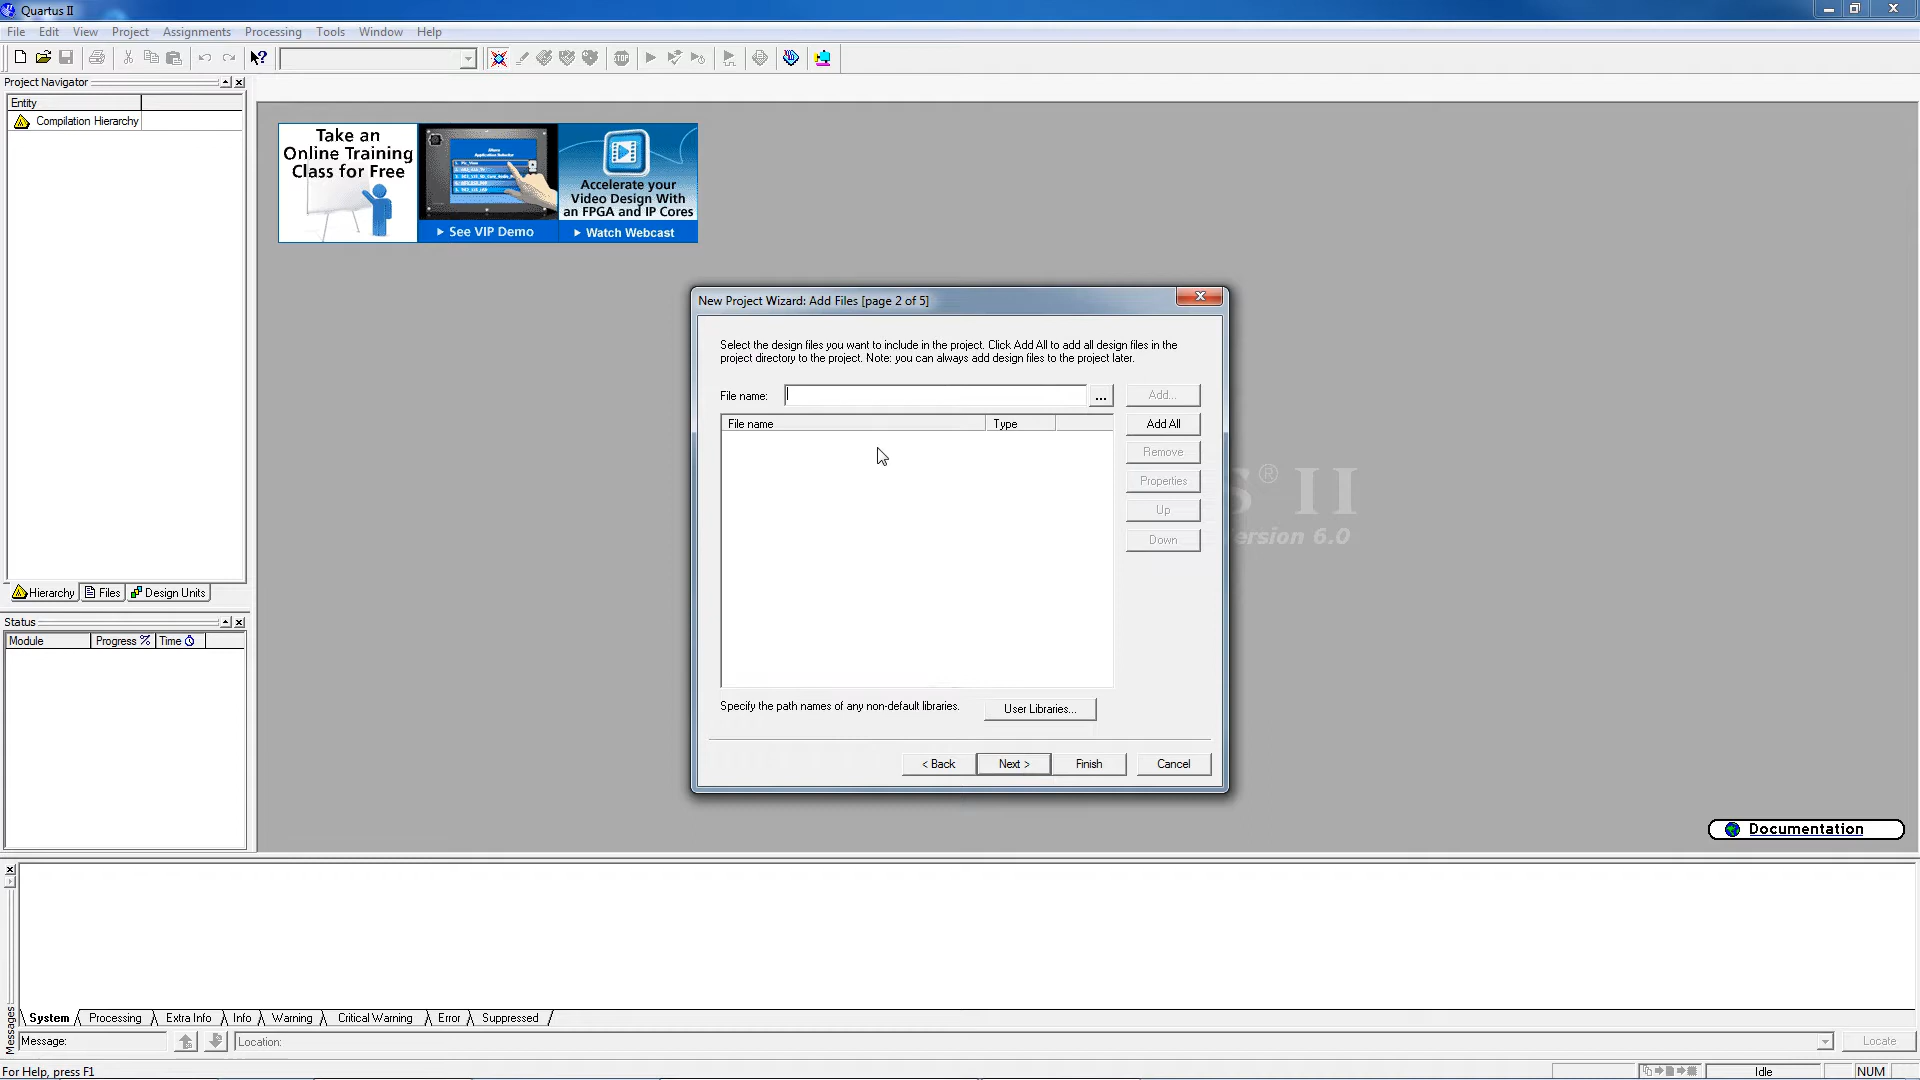 Quartus II
File Edit View Project Assignments Processing Tools Window Help
Project Navigator
Entity
Compilation Hierarchy
Hierarchy Files Design Units
Status
Module Progress % Time
Take an
Online Training
Class for Free
See VIP Demo
Accelerate your
Video Design With
an FPGA and IP Cores
Watch Webcast
New Project Wizard: Add Files [page 2 of 5]
Select the design files you want to include in the project. Click Add All to add all design files in the
project directory to the project. Note: you can always add design files to the project later.
File name: ... Add...
File name Type Add All
Remove
Properties
Up
Down
Specify the path names of any non-default libraries. User Libraries...
< Back Next > Finish Cancel
S® II
ersion 6.0
Documentation
Messages
System Processing Extra Info Info Warning Critical Warning Error Suppressed
Message: Location: Locate
For Help, press F1 Idle NUM